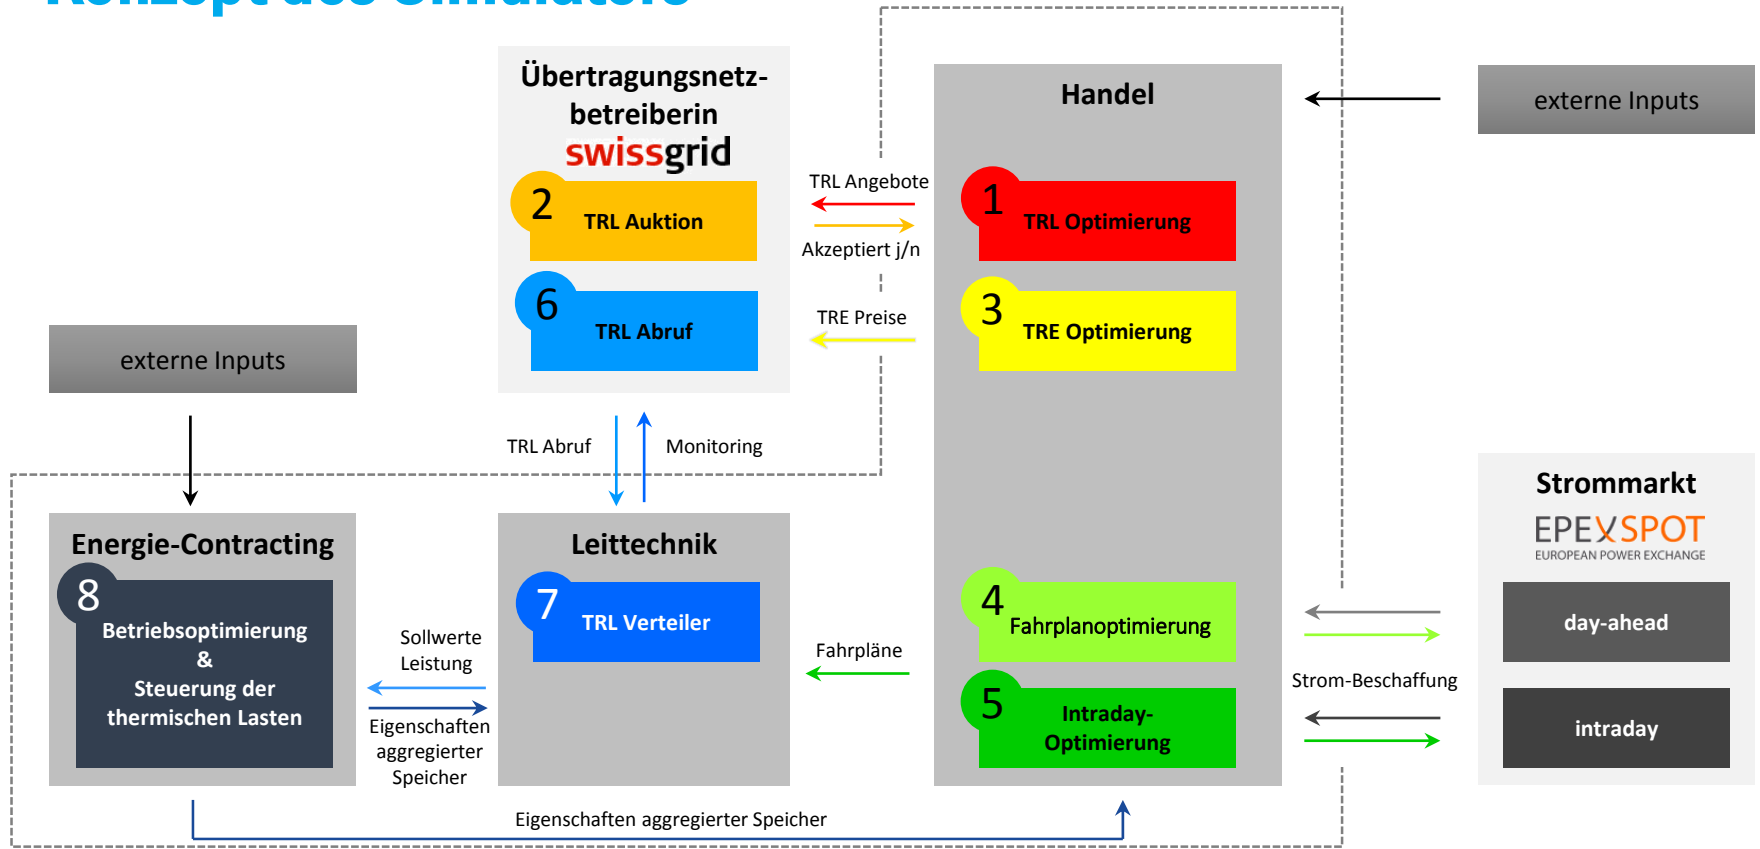 Konzept des Simulators
Übertragungsnetz-
betreiberin
swissgrid
2
TRL Auktion
6
TRL Abruf
TRL Angebote
Akzeptiert j/n
TRE Preise
Handel
1
TRL Optimierung
3
TRE Optimierung
externe Inputs
externe Inputs
TRL Abruf
Monitoring
Energie-Contracting
8
Betriebsoptimierung
&
Steuerung der
thermischen Lasten
Sollwerte
Leistung
Eigenschaften
aggregierter
Speicher
Leittechnik
7
TRL Verteiler
Fahrpläne
4
Fahrplanoptimierung
5
Intraday-
Optimierung
Strom-Beschaffung
Strommarkt
EPEXSPOT
EUROPEAN POWER EXCHANGE
day-ahead
intraday
Eigenschaften aggregierter Speicher